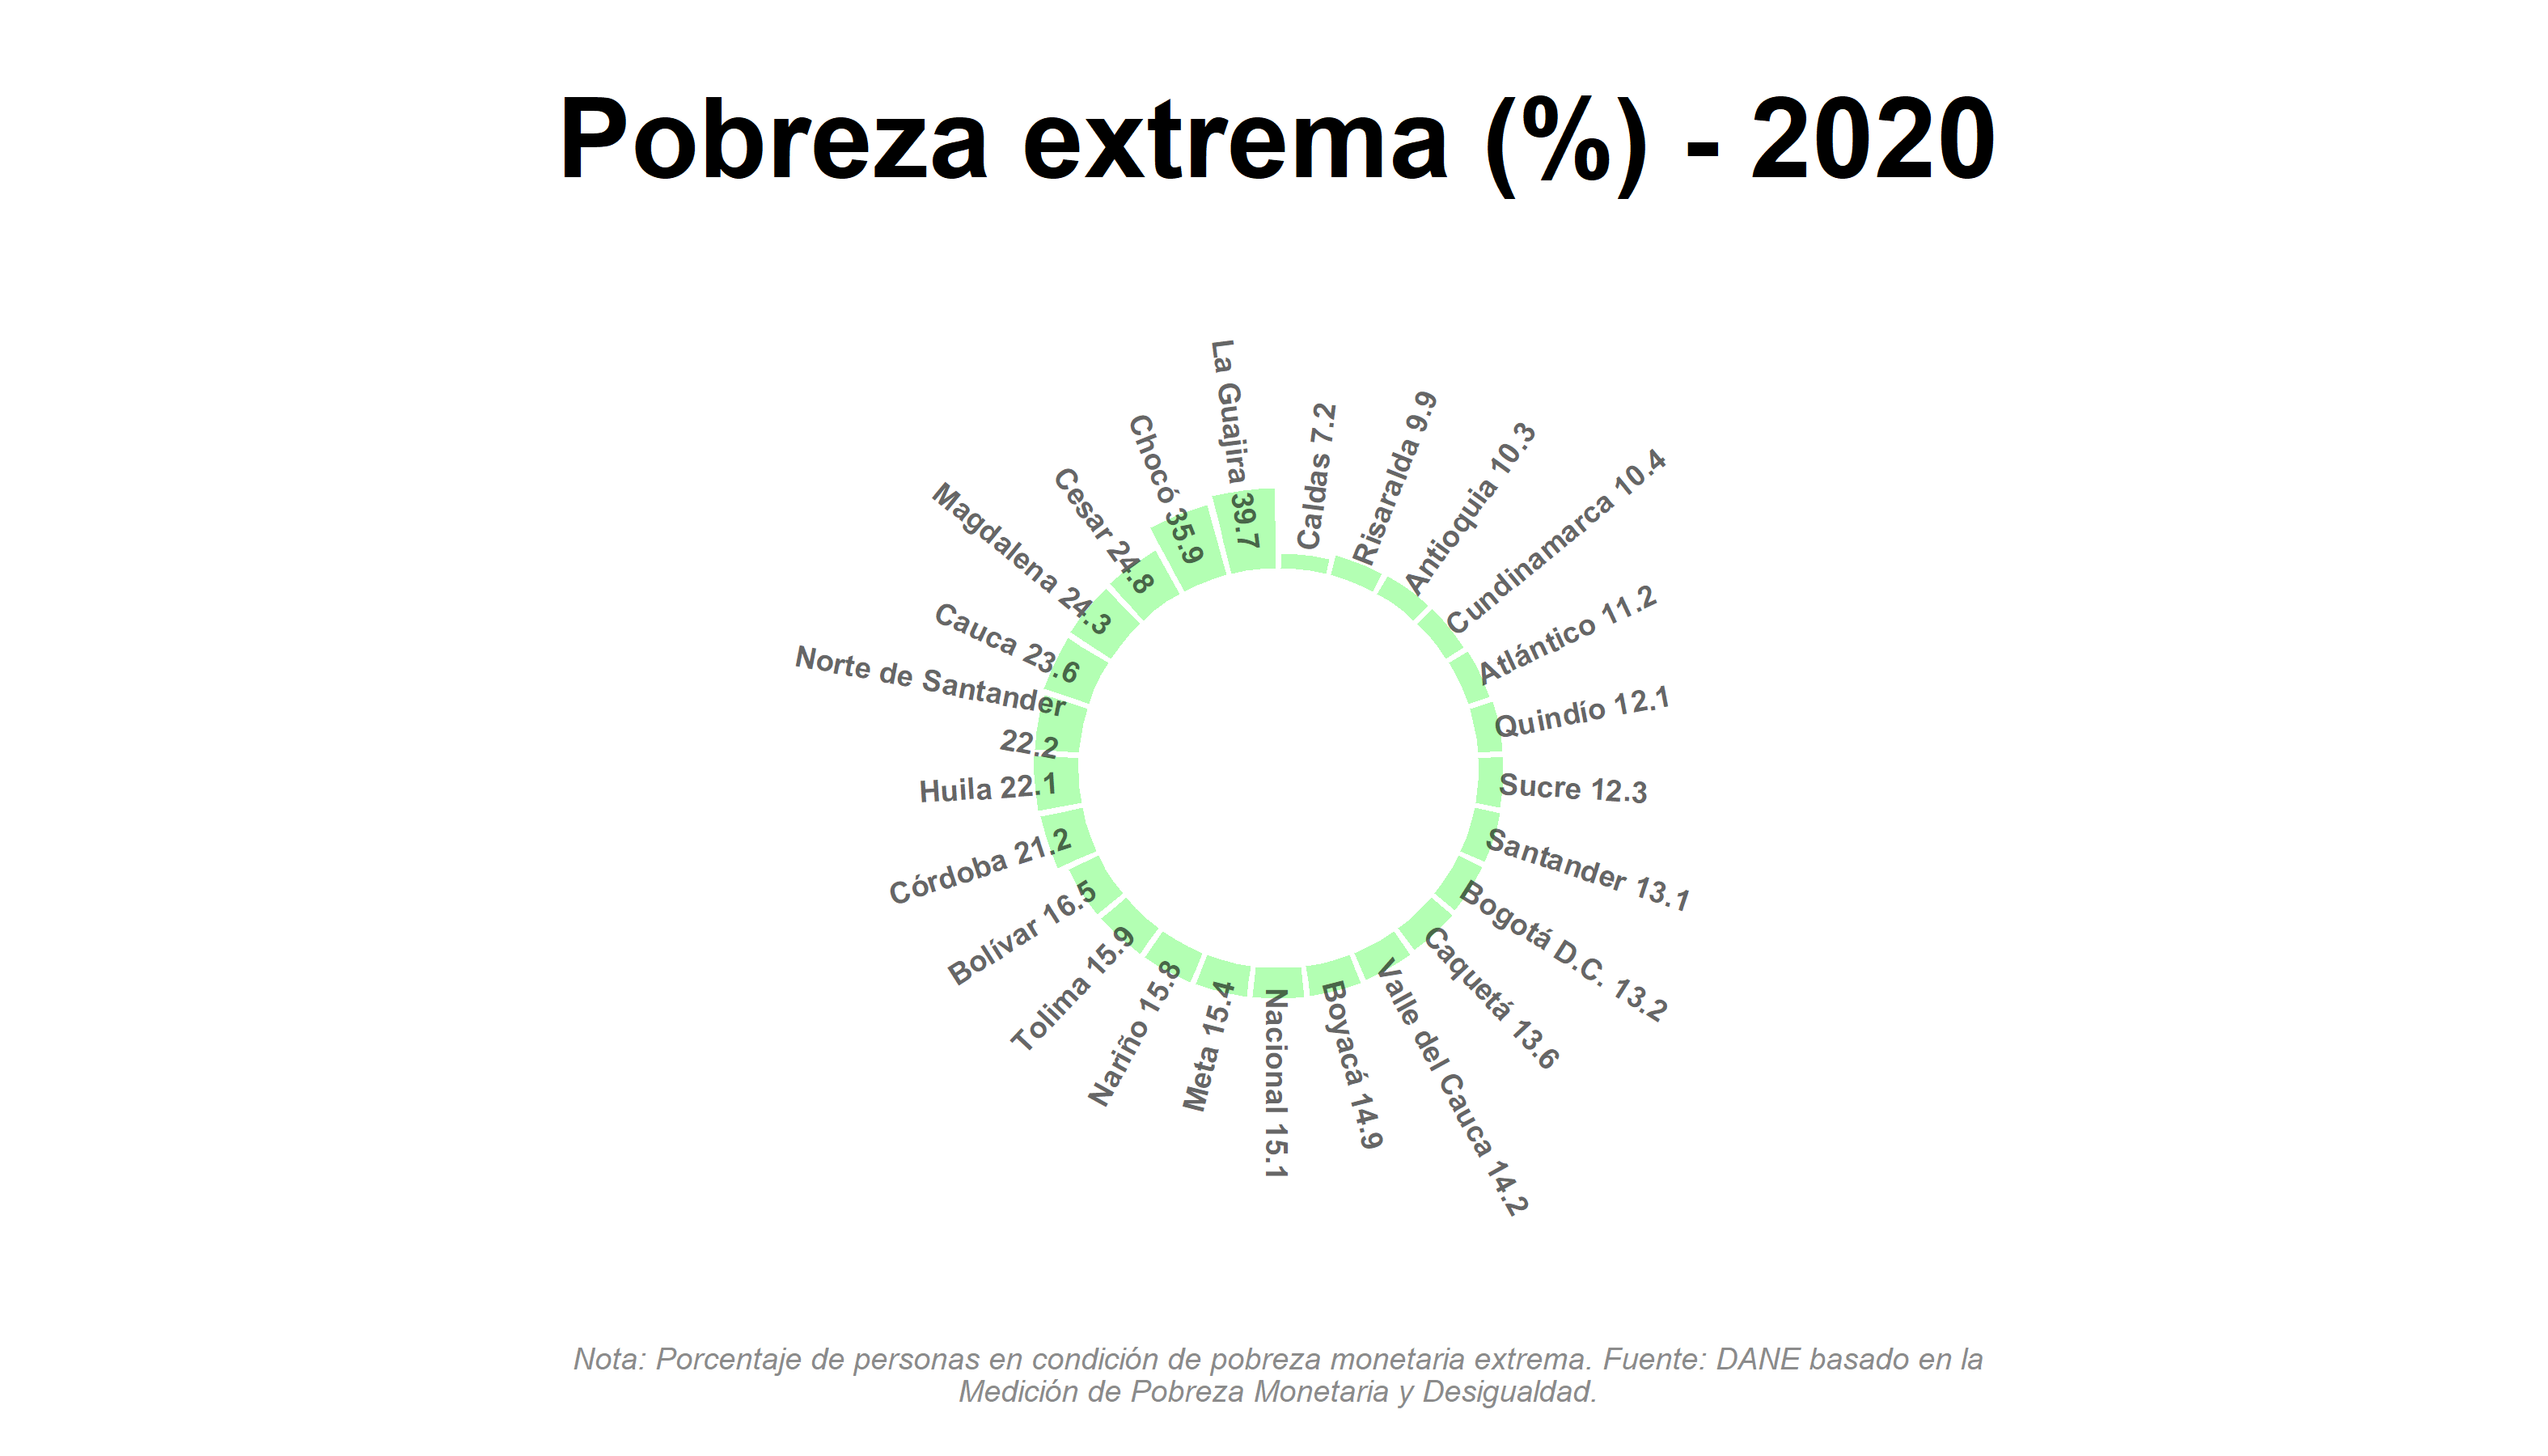 Pobreza extrema (%) - 2020
La Guajira 39.7
Caldas 7.2
Risaralda 9.9
Antioquia 10.3
Cundinamarca 10.4
Atlántico 11.2
Quindío 12.1
Sucre 12.3
Santander 13.1
Bogotá D.C. 13.2
Caquetá 13.6
Valle del Cauca 14.2
Boyacá 14.9
Nacional 15.1
Meta 15.4
Nariño 15.8
Tolima 15.9
Bolívar 16.5
Córdoba 21.2
Huila 22.1
Norte de Santander
22.2
Cauca 23.6
Magdalena 24.3
Cesar 24.8
Chocó 35.9
Nota: Porcentaje de personas en condición de pobreza monetaria extrema. Fuente: DANE basado en la
Medición de Pobreza Monetaria y Desigualdad.